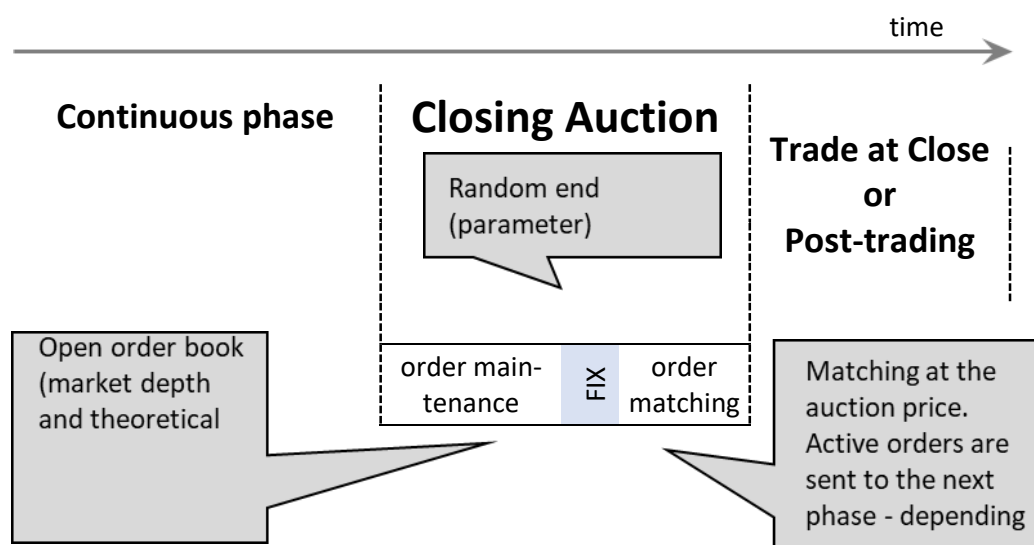 time
Continuous phase
Closing Auction
Trade at Close
or
Post-trading
Random end
(parameter)
Open order book
(market depth
and theoretical
order main-
tenance
FIX
order
matching
Matching at the
auction price.
Active orders are
sent to the next
phase - depending